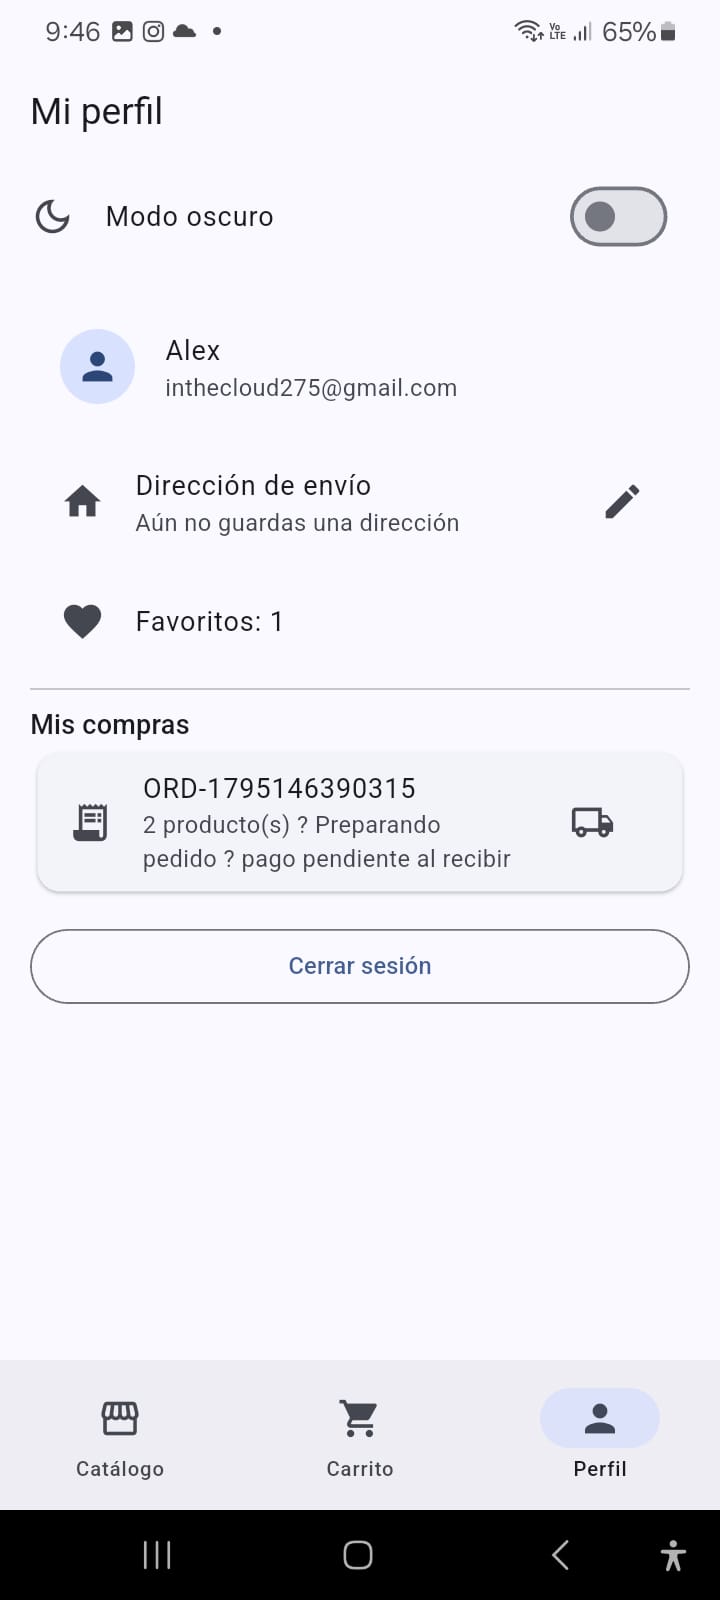 9:46
Vo
LTE
65%
Mi perfil
Modo oscuro
Alex
inthecloud275@gmail.com
Dirección de envío
Aún no guardas una dirección
Favoritos: 1
Mis compras
ORD-1795146390315
2 producto(s) ? Preparando
pedido ? pago pendiente al recibir
Cerrar sesión
Catálogo
Carrito
Perfil